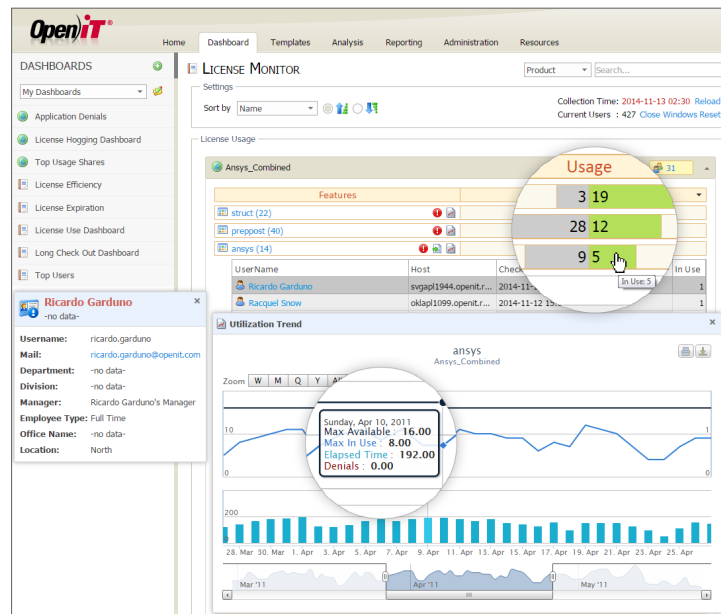 Open iT®
Home Dashboard Templates Analysis Reporting Administration Resources
DASHBOARDS
My Dashboards
Application Denials
License Hogging Dashboard
Top Usage Shares
License Efficiency
License Expiration
License Use Dashboard
Long Check Out Dashboard
Top Users
LICENSE MONITOR
Product Search...
Settings
Sort by Name
Collection Time: 2014-11-13 02:30 Reload
Current Users : 427 Close Windows Reset
License Usage
Ansys_Combined 31
Features
Usage
struct (22) 3 19
preppost (40) 28 12
ansys (14) 9 5
In Use: 5
UserName Host Check In Use
Ricardo Garduno svgapl1944.openit.r... 2014-11-1 1
Racquel Snow oklapl1099.openit.r... 2014-11-12 1
Ricardo Garduno
-no data-
Username: ricardo.garduno
Mail: ricardo.garduno@openit.com
Department: -no data-
Division: -no data-
Manager: Ricardo Garduno's Manager
Employee Type: Full Time
Office Name: -no data-
Location: North
Utilization Trend
ansys
Ansys_Combined
Zoom W M Q Y
Sunday, Apr 10, 2011
Max Available : 16.00
Max In Use : 8.00
Elapsed Time : 192.00
Denials : 0.00
10 1
0 0
200
0
28. Mar 30. Mar 1. Apr 3. Apr 5. Apr 7. Apr 9. Apr 11. Apr 13. Apr 15. Apr 17. Apr 19. Apr 21. Apr 23. Apr 25. Apr
Mar '11 Apr '11 May '11